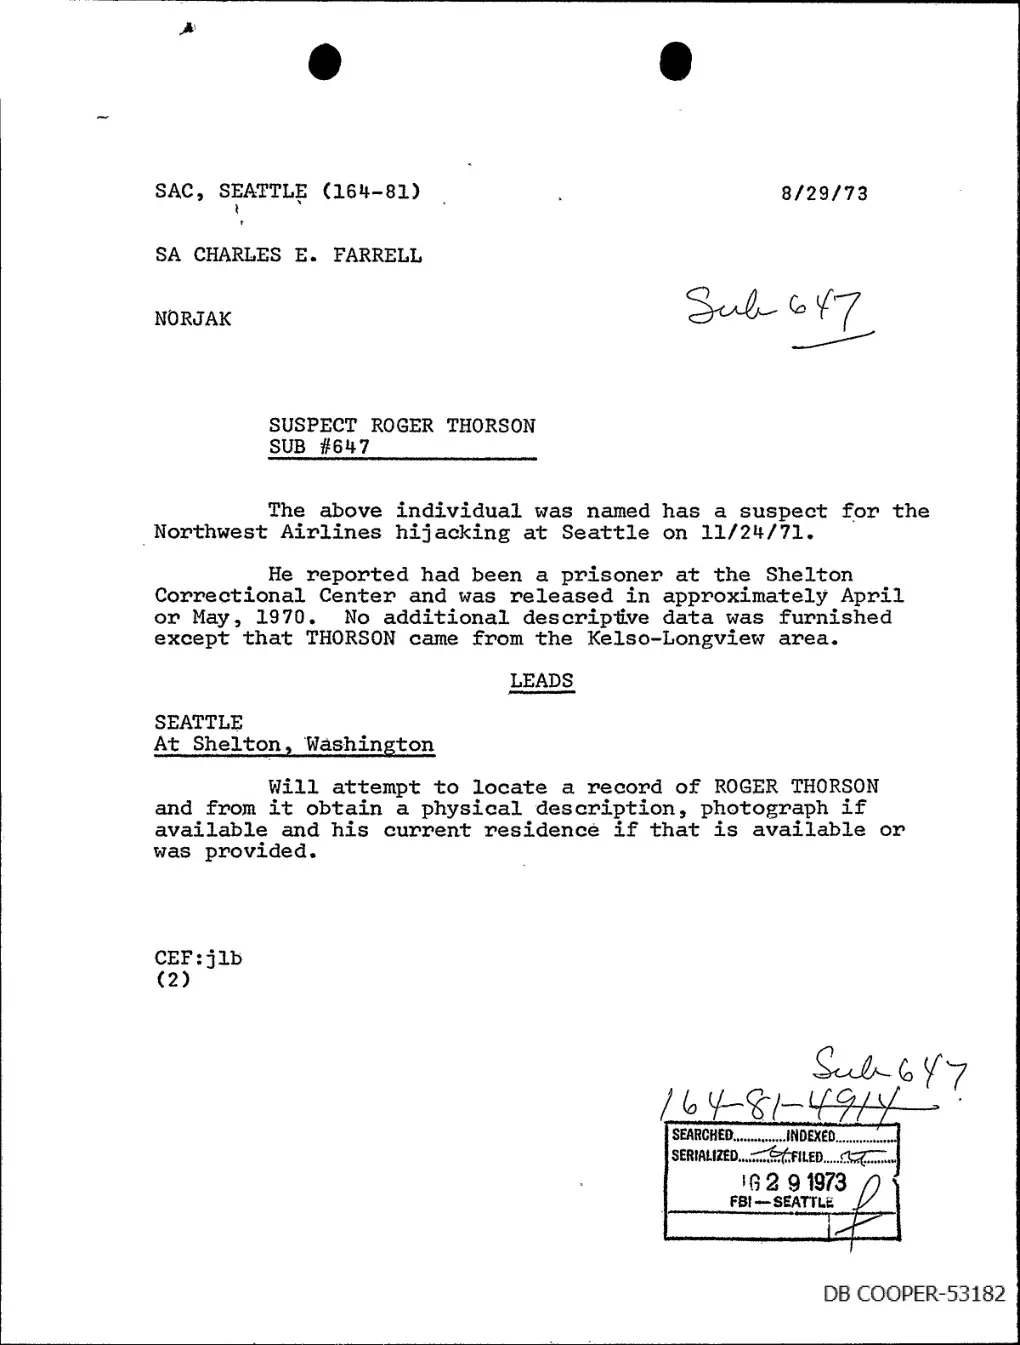 SAC, SEATTLE (164-81) 8/29/73
SA CHARLES E. FARRELL
NORJAK
Sub 647
SUSPECT ROGER THORSON
SUB #647
The above individual was named has a suspect for the
Northwest Airlines hijacking at Seattle on 11/24/71.
He reported had been a prisoner at the Shelton
Correctional Center and was released in approximately April
or May, 1970. No additional descriptive data was furnished
except that THORSON came from the Kelso-Longview area.
LEADS
SEATTLE
At Shelton, Washington
Will attempt to locate a record of ROGER THORSON
and from it obtain a physical description, photograph if
available and his current residence if that is available or
was provided.
CEF:jlb
(2)
Sub 647
164-81-4914
SEARCHED INDEXED
SERIALIZED FILED
29 1973
FBI — SEATTLE
DB COOPER-53182